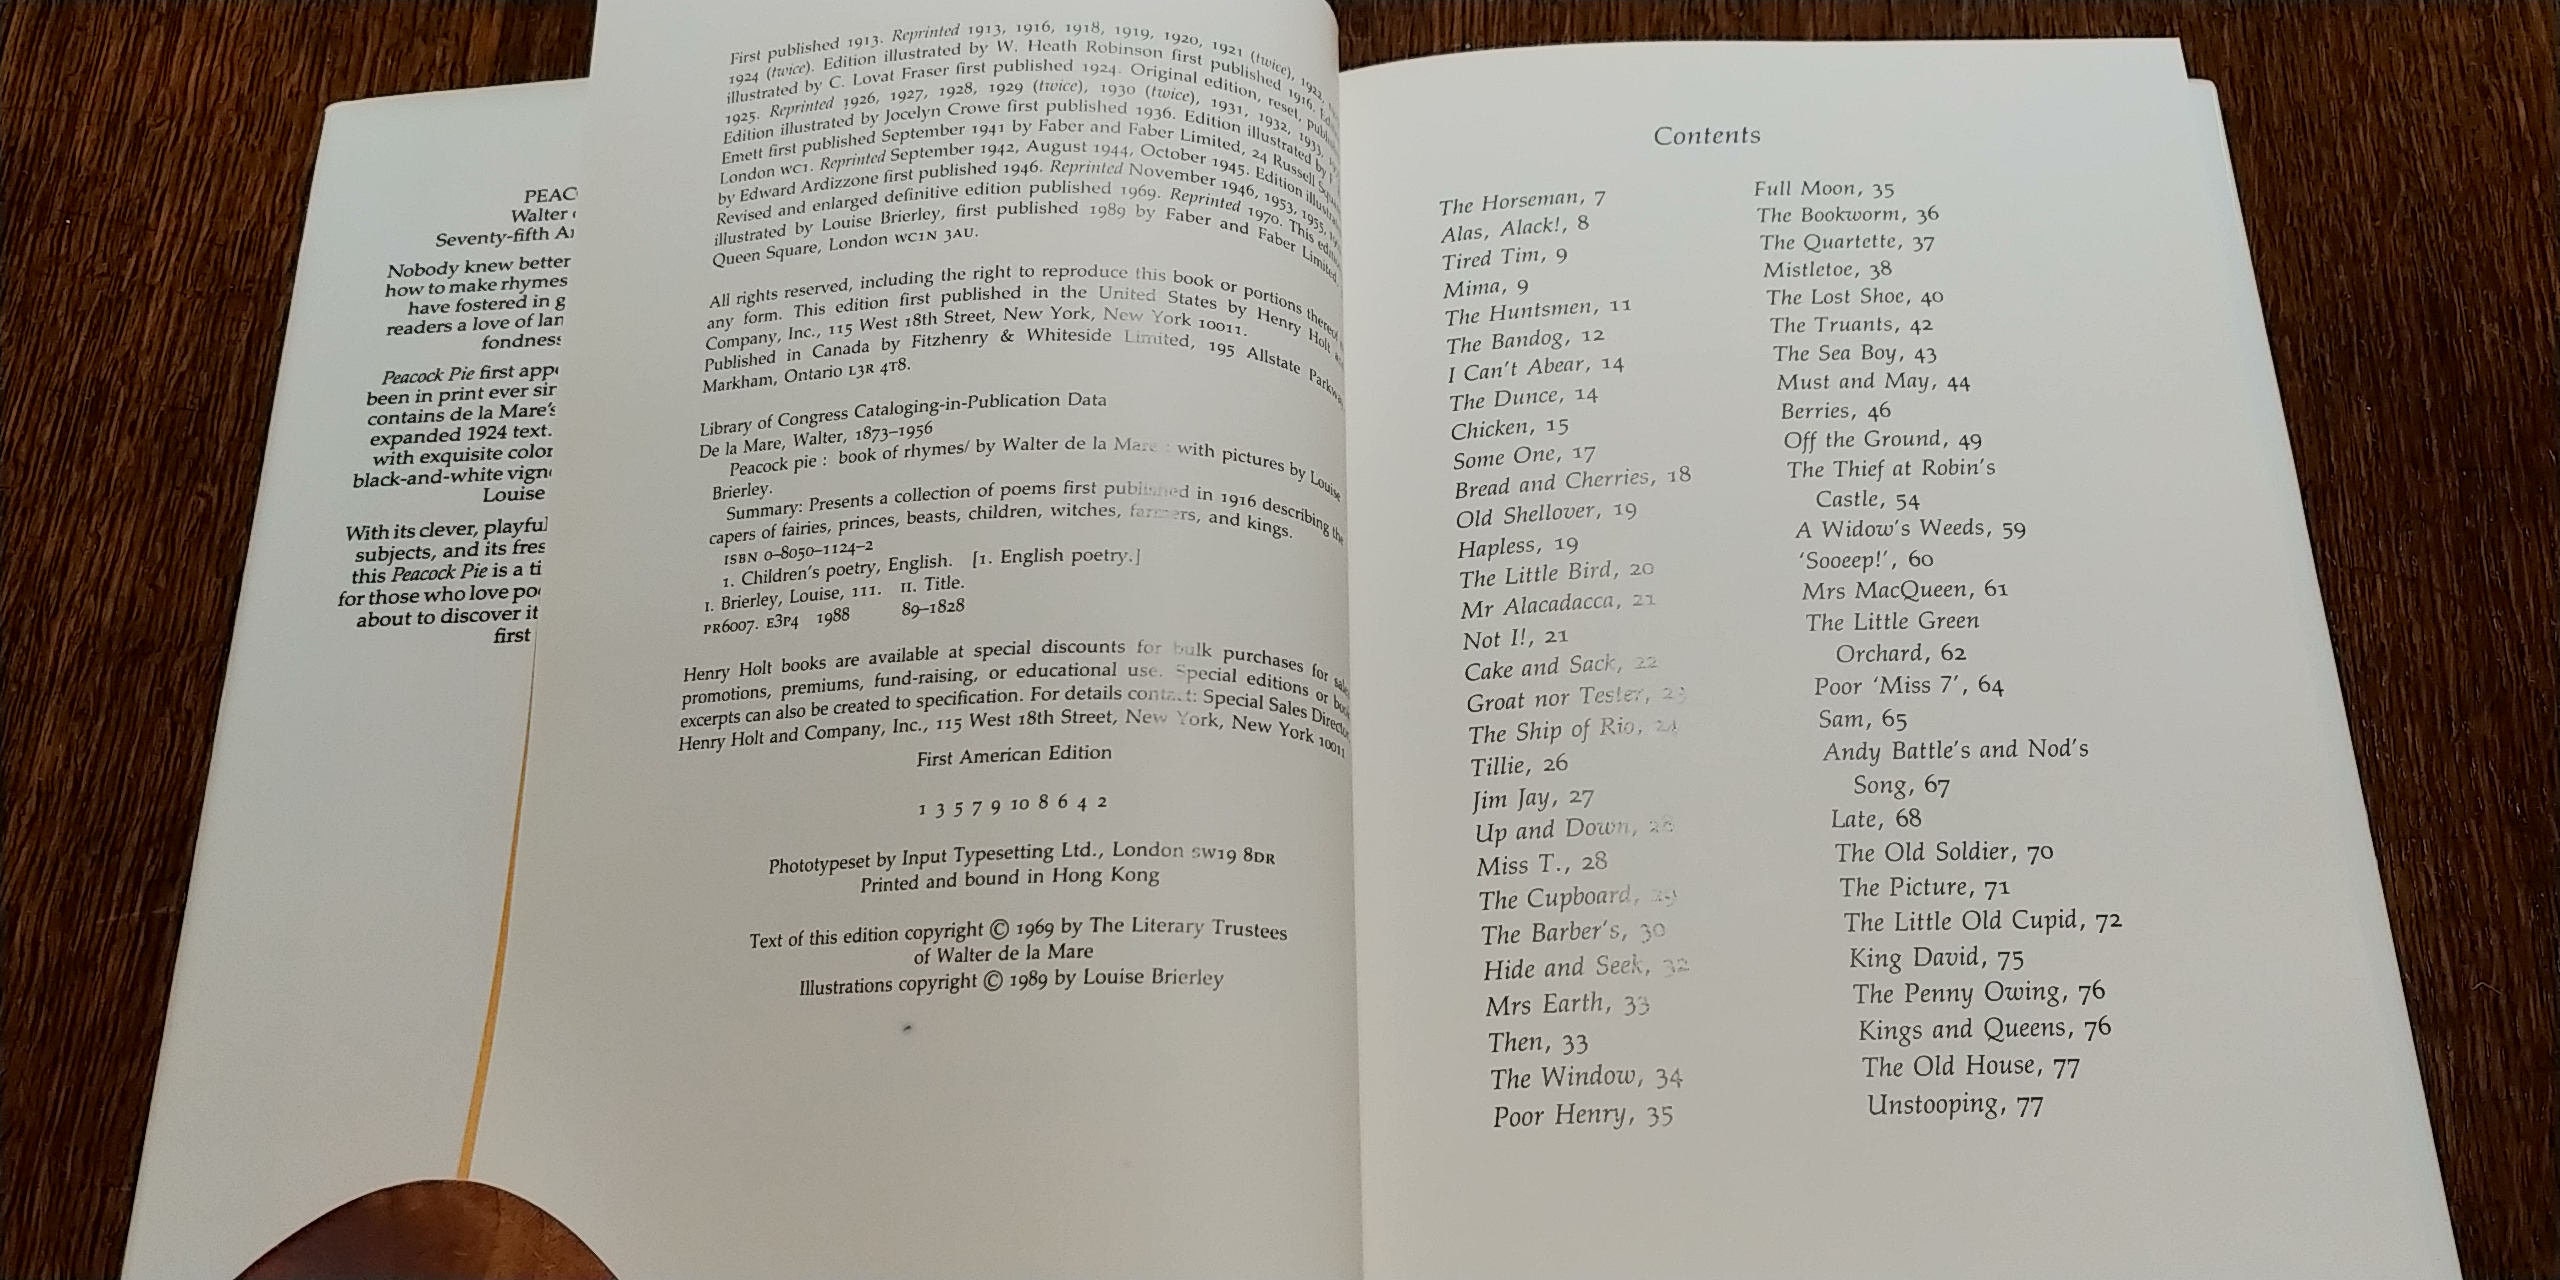 PEAC
Walter
Seventy-fifth
Nobody knew better
how to make rhymes
have fostered in
readers a love of
fondness
Peacock Pie first
been in print ever
contains de la Mare's
expanded 1924 text.
with exquisite
black-and-white
Louise
With its clever,
subjects, and its
this Peacock Pie is a
for those who love
about to discover it
first
First published 1913. Reprinted 1913, 1916, 1918, 1919, 1920, 1921 (twice), 1922,
1924 (twice). Edition illustrated by W. Heath Robinson first published 1916.
illustrated by C. Lovat Fraser first published 1924. Original edition, reset,
1925. Reprinted 1926, 1927, 1928, 1929 (twice), 1930 (twice), 1931, 1932, 1933,
Edition illustrated by Jocelyn Crowe first published 1936. Edition illustrated by
Emett first published September 1941 by Faber and Faber Limited, 24 Russell
London WC1. Reprinted September 1942, August 1944, October 1945. Edition
by Edward Ardizzone first published 1946. Reprinted November 1946, 1953, 1955,
Revised and enlarged definitive edition published 1969. Reprinted 1970. This
illustrated by Louise Brierley, first published 1989 by Faber and Faber Limited
Queen Square, London WC1N 3AU.
All rights reserved, including the right to reproduce this book or portions thereof
any form. This edition first published in the United States by Henry Holt
Company, Inc., 115 West 18th Street, New York, New York 10011.
Published in Canada by Fitzhenry & Whiteside Limited, 195 Allstate
Markham, Ontario L3R 4T8.
Library of Congress Cataloging-in-Publication Data
De la Mare, Walter, 1873–1956
Peacock pie : book of rhymes/ by Walter de la Mare : with pictures by Louise
Brierley.
Summary: Presents a collection of poems first published in 1916 describing the
capers of fairies, princes, beasts, children, witches, farmers, and kings.
ISBN 0–8050–1124–2
1. Children's poetry, English. [1. English poetry.]
I. Brierley, Louise, 111. II. Title.
PR6007. E3P4 1988 89–1828
Henry Holt books are available at special discounts for bulk purchases for
promotions, premiums, fund-raising, or educational use. Special editions or
excerpts can also be created to specification. For details contact: Special Sales
Henry Holt and Company, Inc., 115 West 18th Street, New York, New York 10011
First American Edition
1 3 5 7 9 10 8 6 4 2
Phototypeset by Input Typesetting Ltd., London SW19 8DR
Printed and bound in Hong Kong
Text of this edition copyright © 1969 by The Literary Trustees
of Walter de la Mare
Illustrations copyright © 1989 by Louise Brierley
Contents
The Horseman, 7
Alas, Alack!, 8
Tired Tim, 9
Mima, 9
The Huntsmen, 11
The Bandog, 12
I Can't Abear, 14
The Dunce, 14
Chicken, 15
Some One, 17
Bread and Cherries, 18
Old Shellover, 19
Hapless, 19
The Little Bird, 20
Mr Alacadacca, 21
Not I!, 21
Cake and Sack, 22
Groat nor Tester, 23
The Ship of Rio, 24
Tillie, 26
Jim Jay, 27
Up and Down, 28
Miss T., 28
The Cupboard, 29
The Barber's, 30
Hide and Seek, 32
Mrs Earth, 33
Then, 33
The Window, 34
Poor Henry, 35
Full Moon, 35
The Bookworm, 36
The Quartette, 37
Mistletoe, 38
The Lost Shoe, 40
The Truants, 42
The Sea Boy, 43
Must and May, 44
Berries, 46
Off the Ground, 49
The Thief at Robin's
Castle, 54
A Widow's Weeds, 59
'Sooeep!', 60
Mrs MacQueen, 61
The Little Green
Orchard, 62
Poor 'Miss 7', 64
Sam, 65
Andy Battle's and Nod's
Song, 67
Late, 68
The Old Soldier, 70
The Picture, 71
The Little Old Cupid, 72
King David, 75
The Penny Owing, 76
Kings and Queens, 76
The Old House, 77
Unstooping, 77